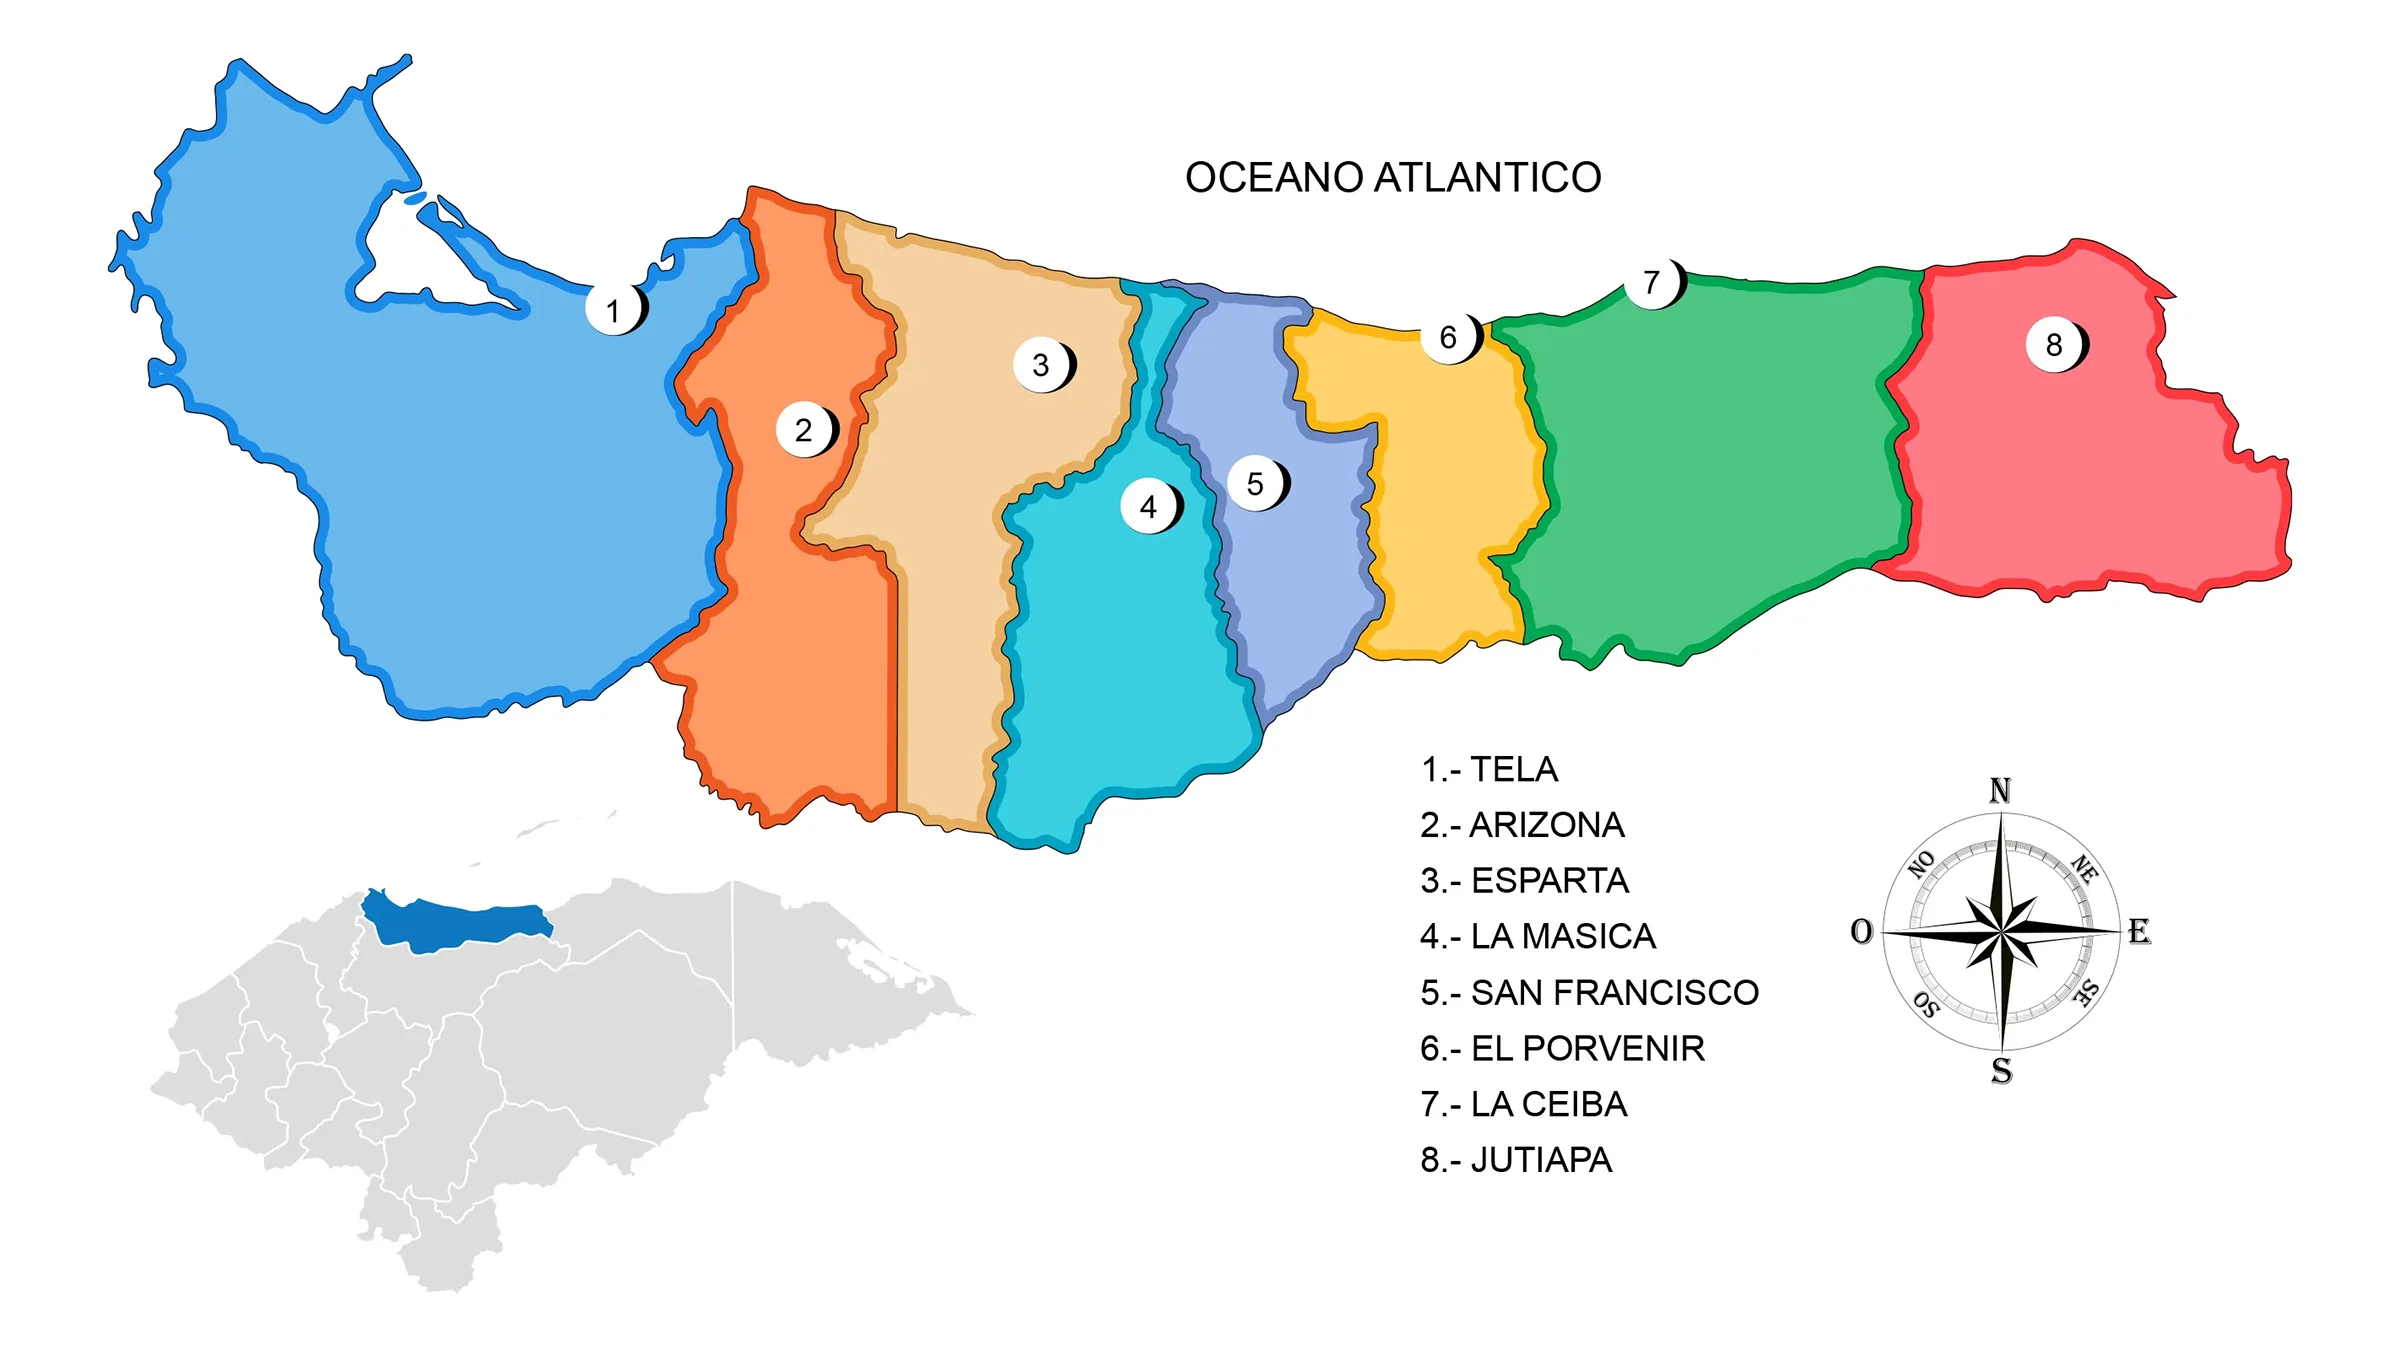 OCEANO ATLANTICO
1
2
3
4
5
6
7
8
1.- TELA
2.- ARIZONA
3.- ESPARTA
4.- LA MASICA
5.- SAN FRANCISCO
6.- EL PORVENIR
7.- LA CEIBA
8.- JUTIAPA
N
NO
NE
O
E
SO
SE
S